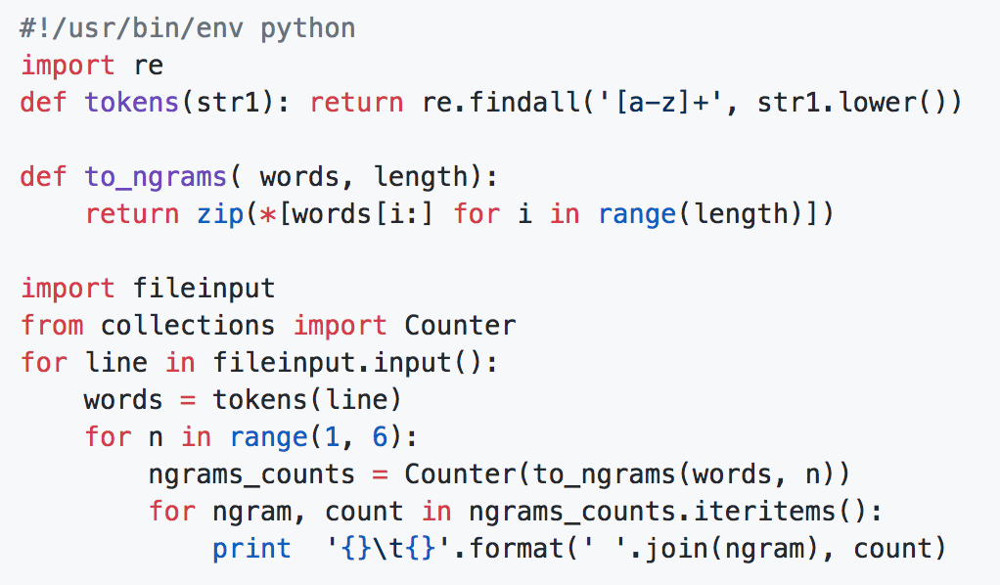 #!/usr/bin/env python
import re
def tokens(str1): return re.findall('[a-z]+', str1.lower())

def to_ngrams( words, length):
    return zip(*[words[i:] for i in range(length)])

import fileinput
from collections import Counter
for line in fileinput.input():
    words = tokens(line)
    for n in range(1, 6):
        ngrams_counts = Counter(to_ngrams(words, n))
        for ngram, count in ngrams_counts.iteritems():
            print  '{}\t{}'.format(' '.join(ngram), count)